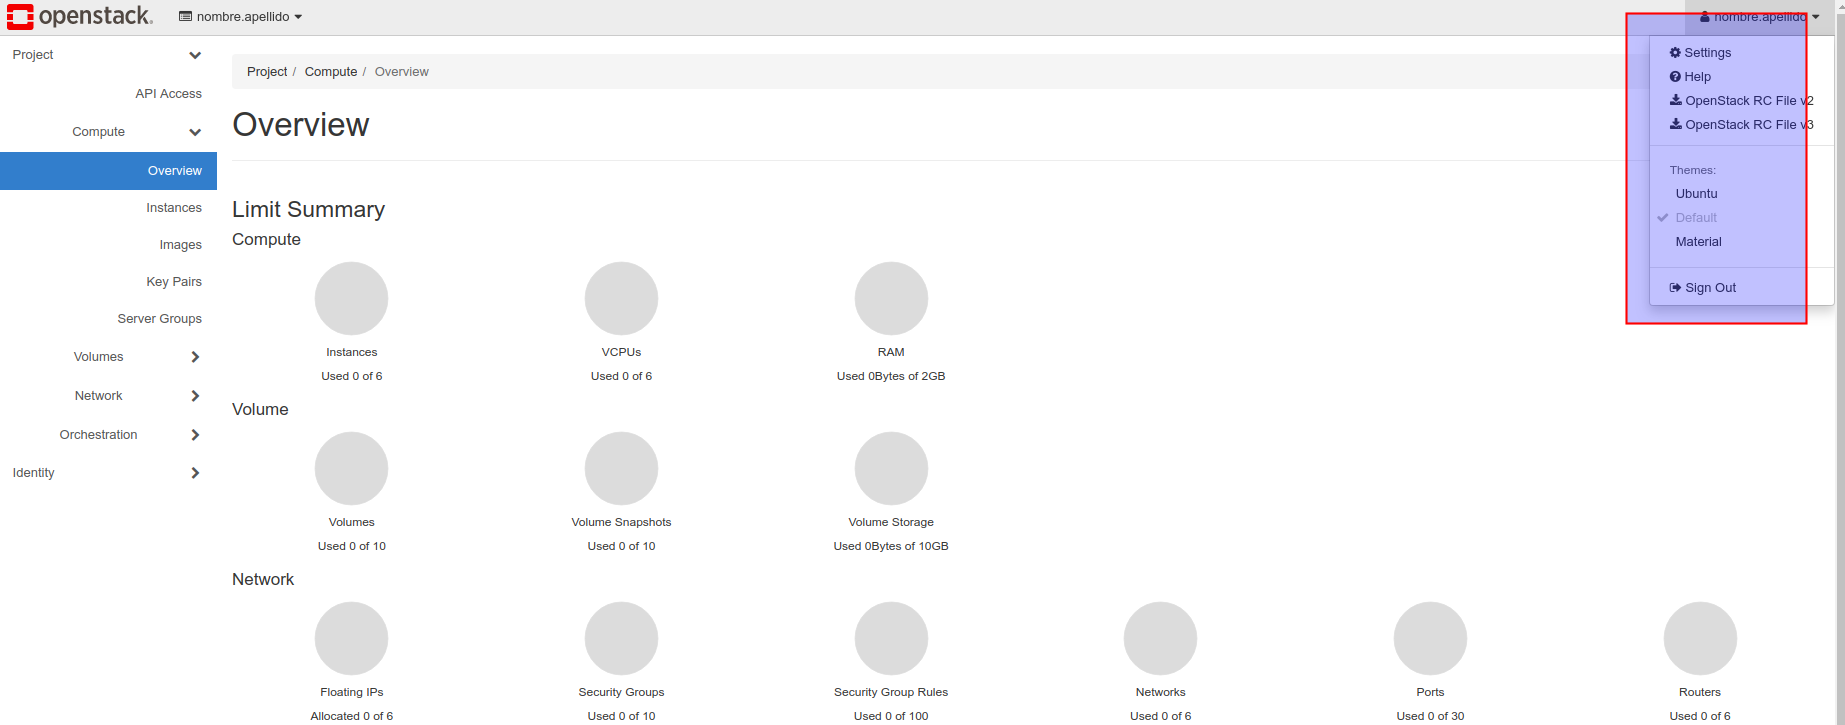 openstack.
nombre.apellido
nombre.apellido
Project
API Access
Compute
Overview
Instances
Images
Key Pairs
Server Groups
Volumes
Network
Orchestration
Identity
Project / Compute / Overview
Overview
Limit Summary
Compute
Instances
Used 0 of 6
VCPUs
Used 0 of 6
RAM
Used 0Bytes of 2GB
Volume
Volumes
Used 0 of 10
Volume Snapshots
Used 0 of 10
Volume Storage
Used 0Bytes of 10GB
Network
Floating IPs
Allocated 0 of 6
Security Groups
Used 0 of 10
Security Group Rules
Used 0 of 100
Networks
Used 0 of 6
Ports
Used 0 of 30
Routers
Used 0 of 6
Settings
Help
OpenStack RC File v2
OpenStack RC File v3
Themes:
Ubuntu
Default
Material
Sign Out